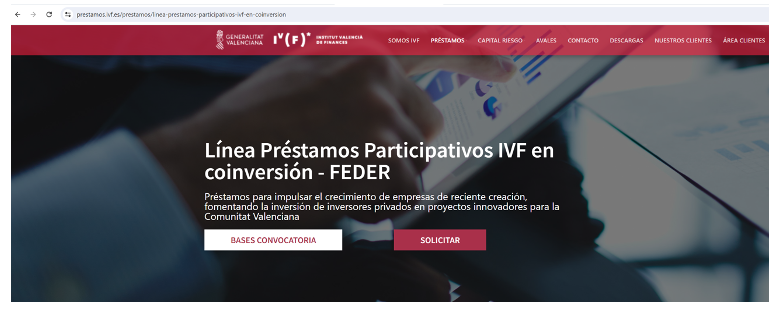 prestamos.ivf.es/prestamos/linea-prestamos-participativos-ivf-en-coinversion
GENERALITAT
VALENCIANA
IV(F)*
INSTITUT VALENCIÀ
DE FINANCES
SOMOS IVF PRÉSTAMOS CAPITAL RIESGO AVALES CONTACTO DESCARGAS NUESTROS CLIENTES ÁREA CLIENTES
Línea Préstamos Participativos IVF en
coinversión - FEDER
Préstamos para impulsar el crecimiento de empresas de reciente creación,
fomentando la inversión de inversores privados en proyectos innovadores para la
Comunitat Valenciana
BASES CONVOCATORIA SOLICITAR